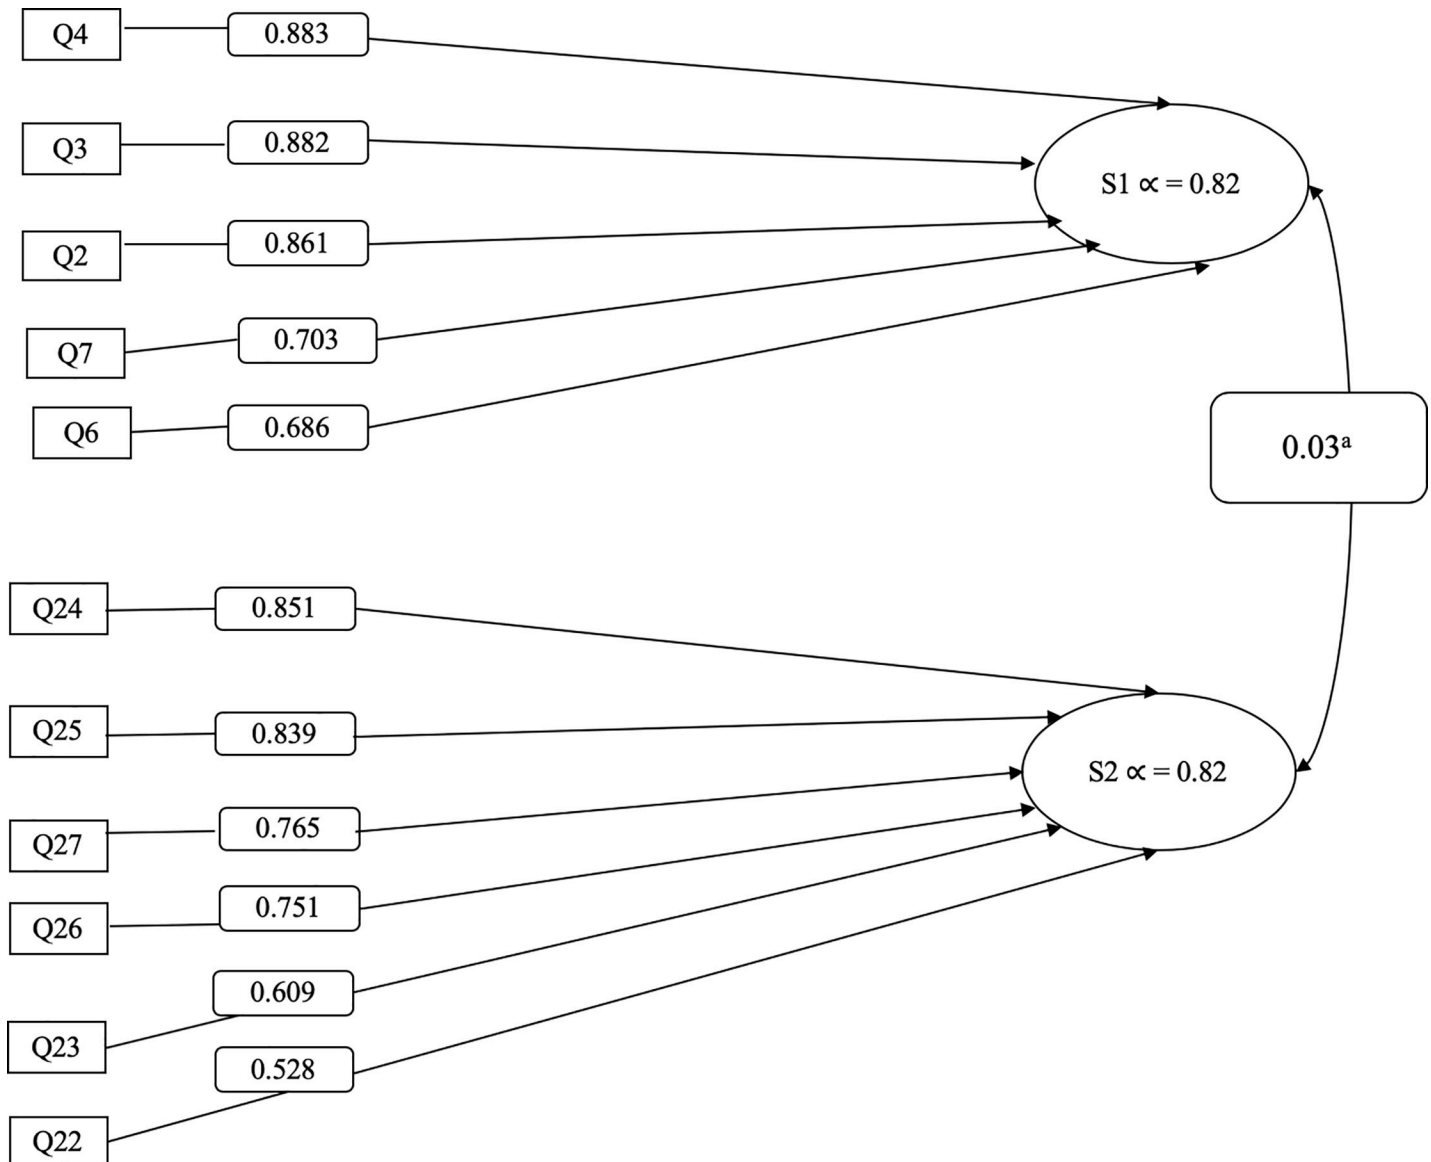 Q4 0.883
Q3 0.882
S1 ∝ = 0.82
Q2 0.861
Q7 0.703
Q6 0.686
0.03ᵃ
Q24 0.851
Q25 0.839
S2 ∝ = 0.82
Q27 0.765
Q26 0.751
0.609
Q23
0.528
Q22